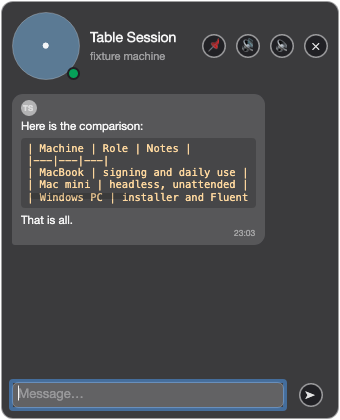 Table Session
fixture machine
TS
Here is the comparison:
| Machine | Role | Notes |
|---|---|---|
| MacBook | signing and daily use |
| Mac mini | headless, unattended |
| Windows PC | installer and Fluent
That is all.
23:03
Message…